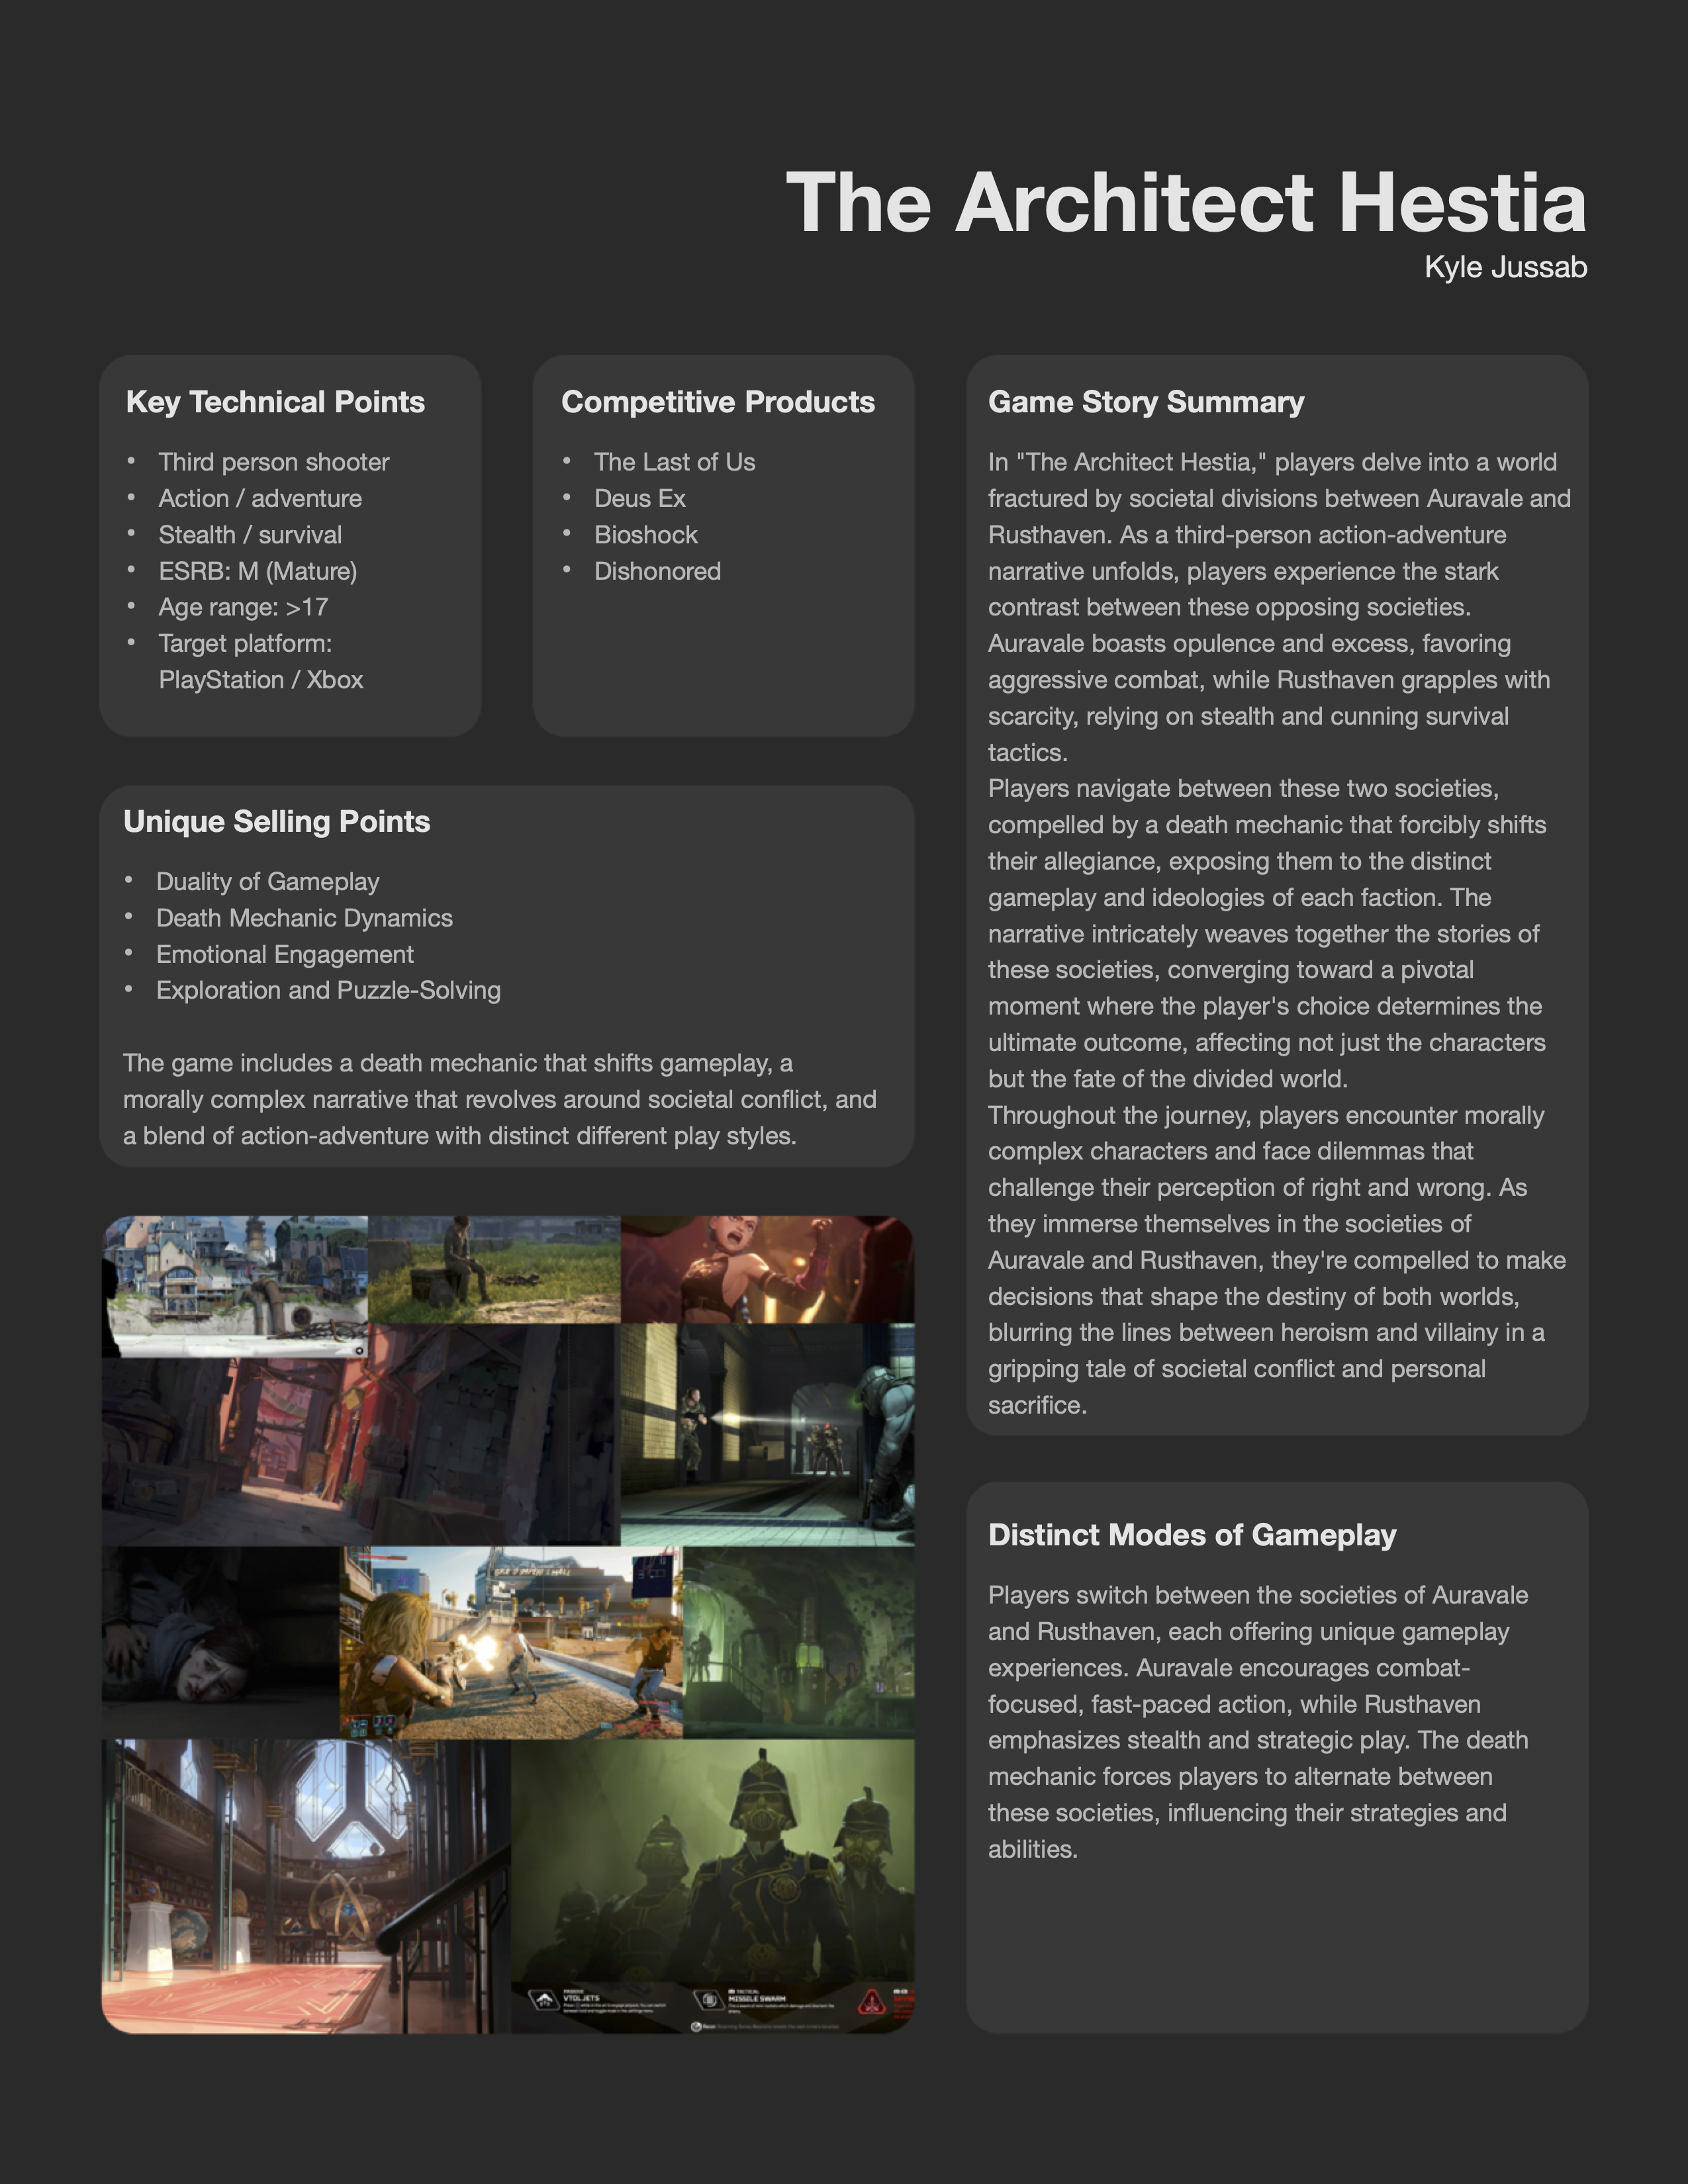 The Architect Hestia
Kyle Jussab
Key Technical Points
• Third person shooter
• Action / adventure
• Stealth / survival
• ESRB: M (Mature)
• Age range: >17
• Target platform:
PlayStation / Xbox
Competitive Products
• The Last of Us
• Deus Ex
• Bioshock
• Dishonored
Unique Selling Points
• Duality of Gameplay
• Death Mechanic Dynamics
• Emotional Engagement
• Exploration and Puzzle-Solving
The game includes a death mechanic that shifts gameplay, a
morally complex narrative that revolves around societal conflict, and
a blend of action-adventure with distinct different play styles.
PASSIVE
VTOL JETS
TACTICAL
MISSILE SWARM
Game Story Summary
In "The Architect Hestia," players delve into a world
fractured by societal divisions between Auravale and
Rusthaven. As a third-person action-adventure
narrative unfolds, players experience the stark
contrast between these opposing societies.
Auravale boasts opulence and excess, favoring
aggressive combat, while Rusthaven grapples with
scarcity, relying on stealth and cunning survival
tactics.
Players navigate between these two societies,
compelled by a death mechanic that forcibly shifts
their allegiance, exposing them to the distinct
gameplay and ideologies of each faction. The
narrative intricately weaves together the stories of
these societies, converging toward a pivotal
moment where the player's choice determines the
ultimate outcome, affecting not just the characters
but the fate of the divided world.
Throughout the journey, players encounter morally
complex characters and face dilemmas that
challenge their perception of right and wrong. As
they immerse themselves in the societies of
Auravale and Rusthaven, they're compelled to make
decisions that shape the destiny of both worlds,
blurring the lines between heroism and villainy in a
gripping tale of societal conflict and personal
sacrifice.
Distinct Modes of Gameplay
Players switch between the societies of Auravale
and Rusthaven, each offering unique gameplay
experiences. Auravale encourages combat-
focused, fast-paced action, while Rusthaven
emphasizes stealth and strategic play. The death
mechanic forces players to alternate between
these societies, influencing their strategies and
abilities.